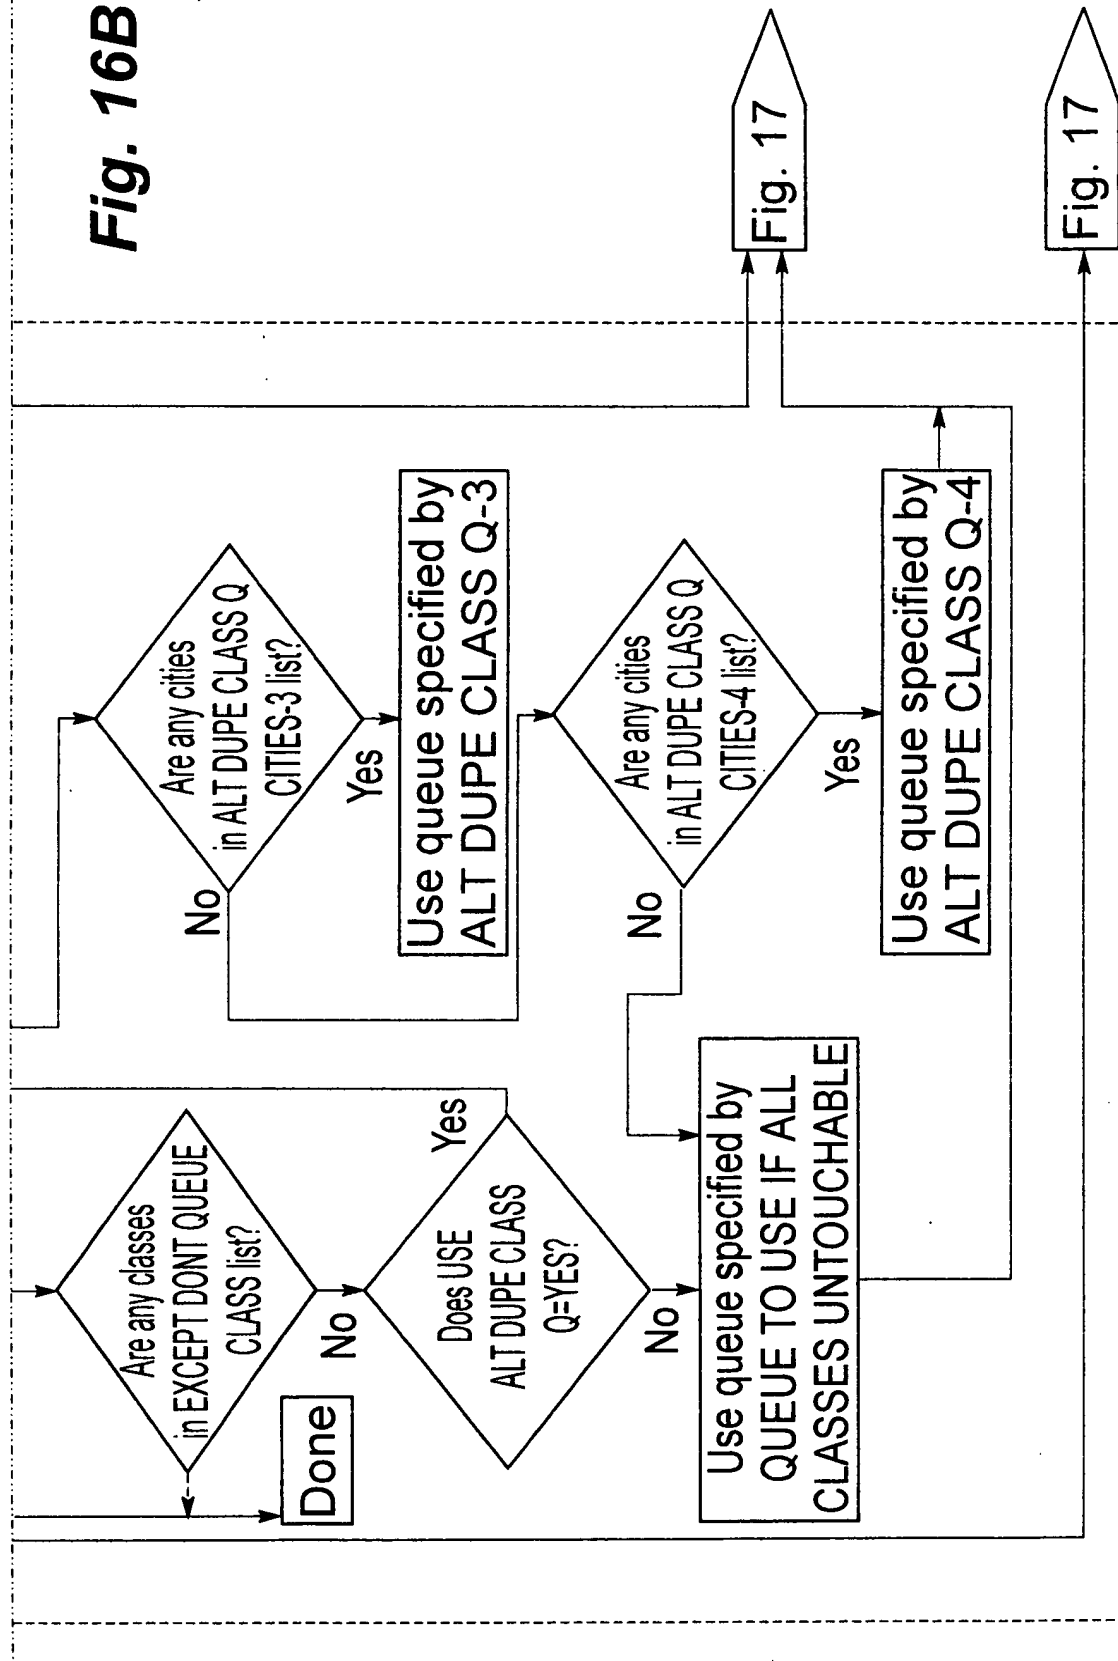 Fig. 16B
Are any classes
in EXCEPT DONT QUEUE
CLASS list?
No
Done
Does USE
ALT DUPE CLASS
Q=YES?
Yes
No
Use queue specified by
QUEUE TO USE IF ALL
CLASSES UNTOUCHABLE
Are any cities
in ALT DUPE CLASS Q
CITIES-3 list?
No
Yes
Use queue specified by
ALT DUPE CLASS Q-3
Are any cities
in ALT DUPE CLASS Q
CITIES-4 list?
No
Yes
Use queue specified by
ALT DUPE CLASS Q-4
Fig. 17
Fig. 17